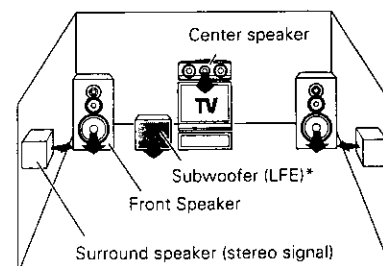 Center speaker
TV
Subwoofer (LFE)*
Front Speaker
Surround speaker (stereo signal)